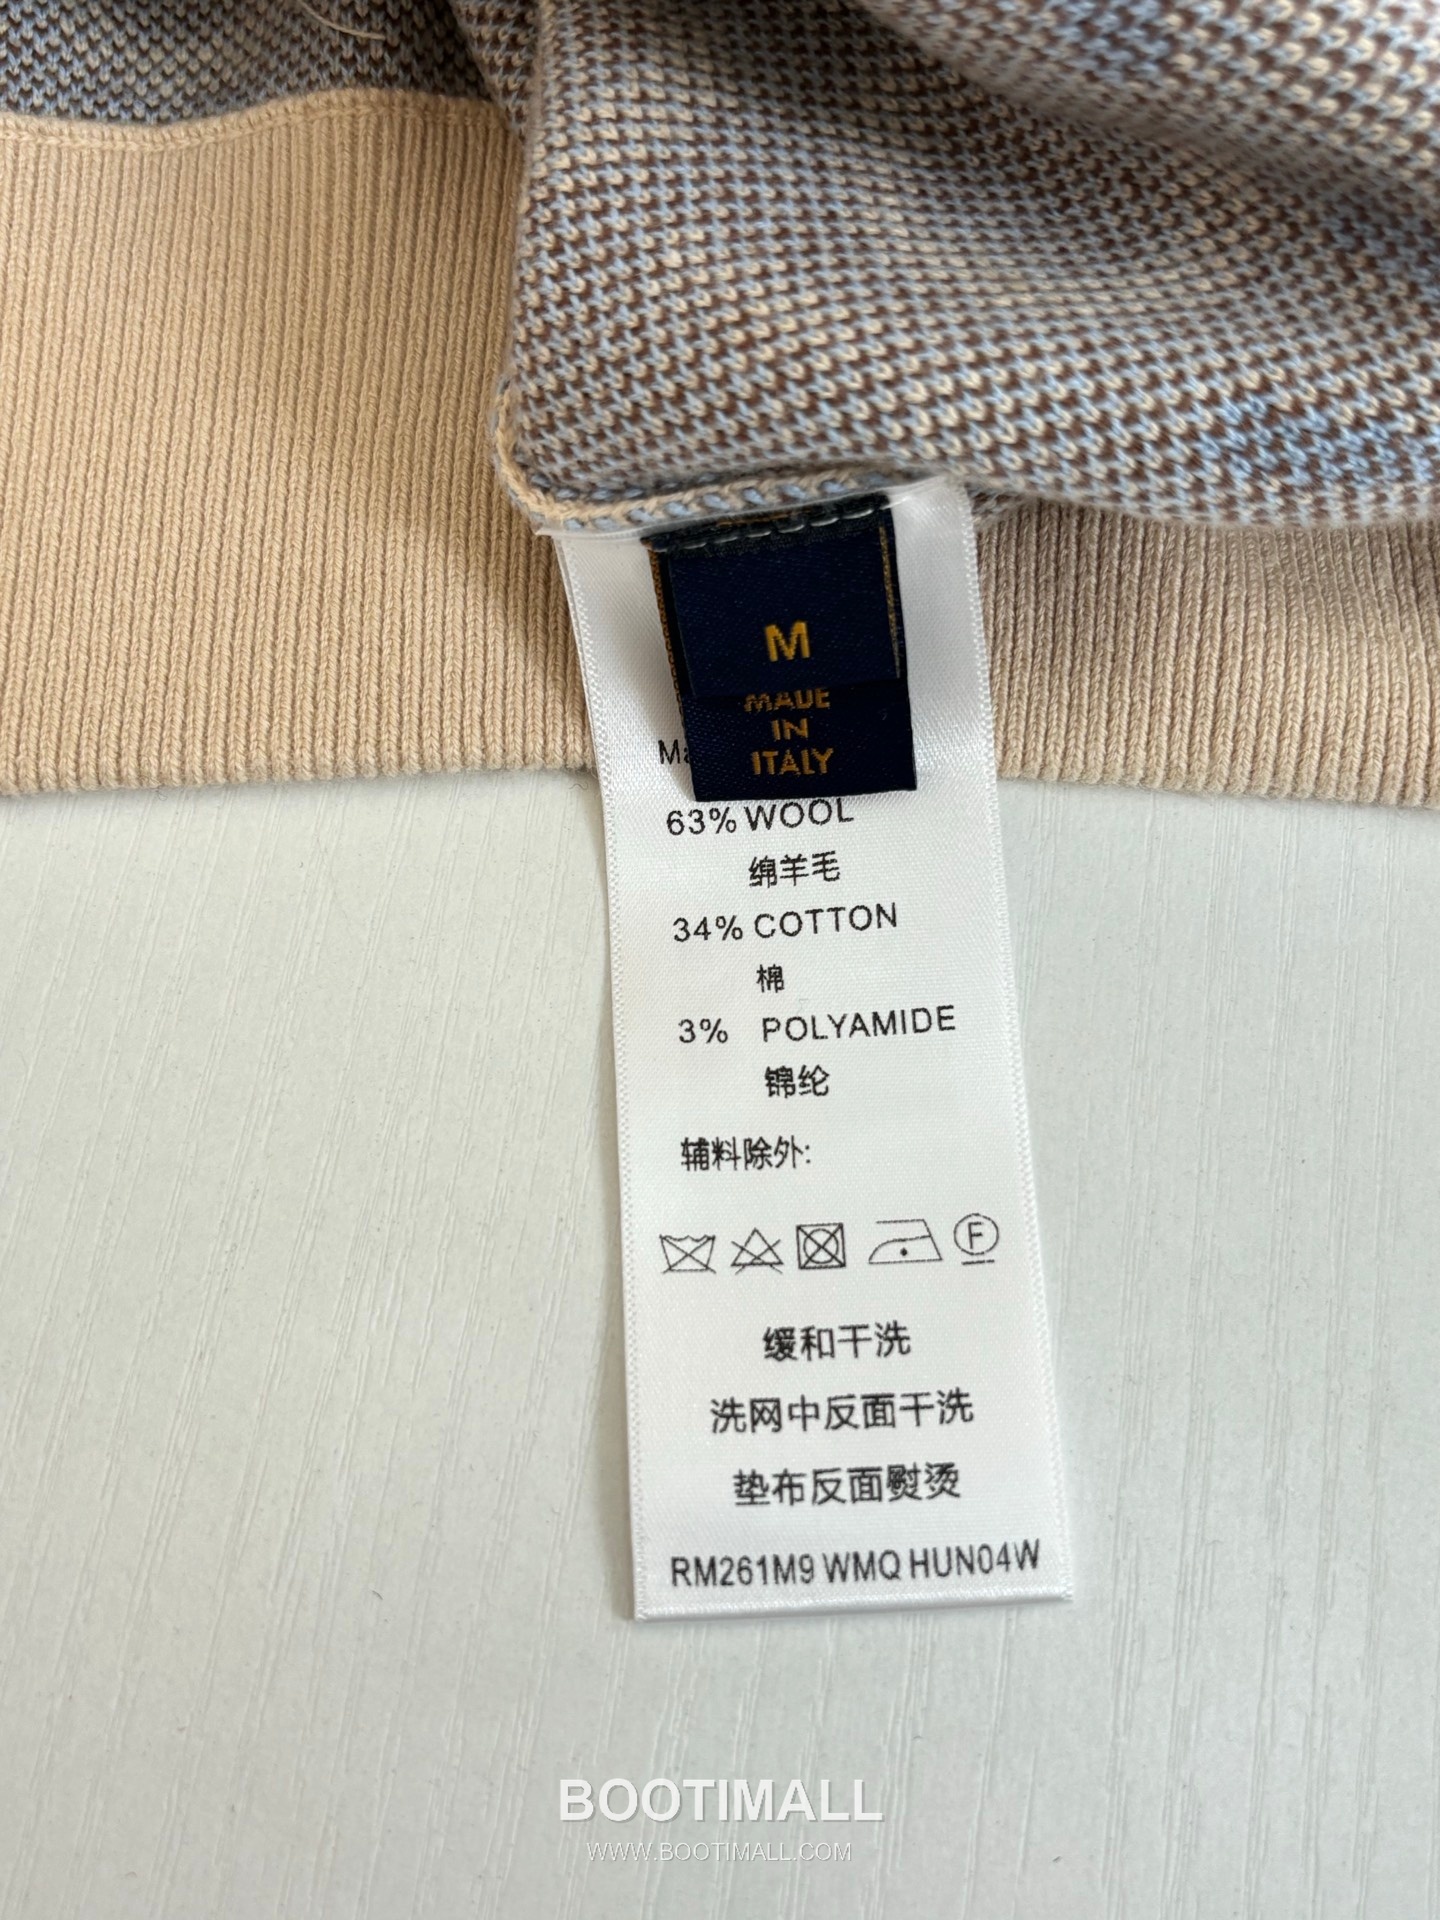 M
MADE
IN
ITALY
63% WOOL
绵羊毛
34% COTTON
棉
3% POLYAMIDE
锦纶
辅料除外:
F
缓和干洗
洗网中反面干洗
垫布反面熨烫
RM261M9 WMQ HUN04W
BOOTIMALL
WWW.BOOTIMALL.COM